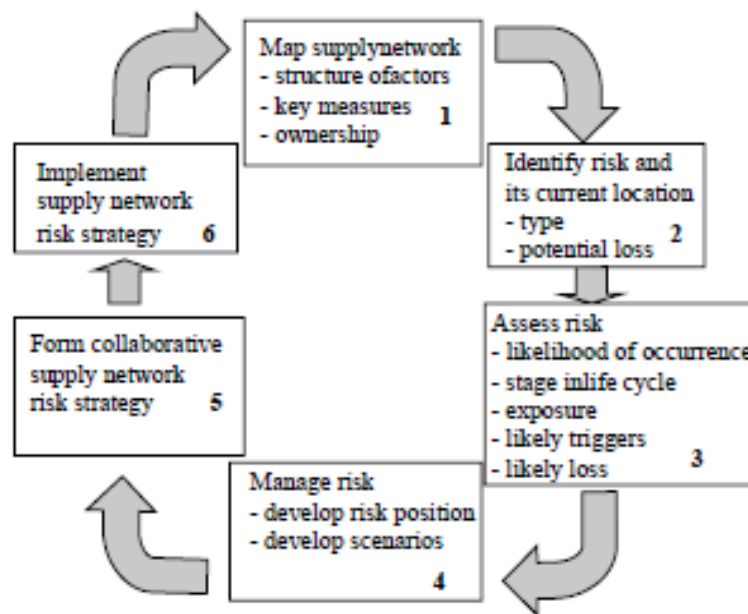 Map supplynetwork
- structure ofactors
- key measures
- ownership
1
Identify risk and
its current location
- type
- potential loss
2
Assess risk
- likelihood of occurrence
- stage inlife cycle
- exposure
- likely triggers
- likely loss
3
Manage risk
- develop risk position
- develop scenarios
4
Form collaborative
supply network
risk strategy
5
Implement
supply network
risk strategy
6